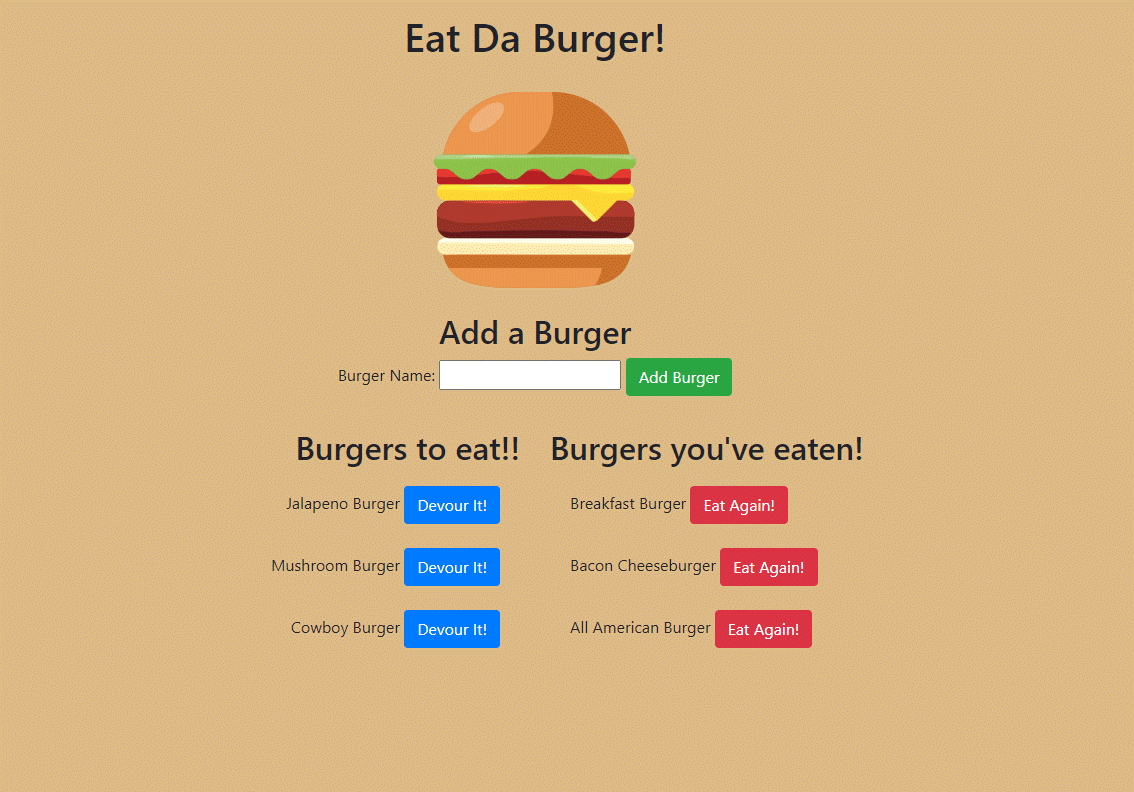 Eat Da Burger!
Add a Burger
Burger Name: Add Burger
Burgers to eat!! Burgers you've eaten!
Jalapeno Burger Devour It! Breakfast Burger Eat Again!
Mushroom Burger Devour It! Bacon Cheeseburger Eat Again!
Cowboy Burger Devour It! All American Burger Eat Again!